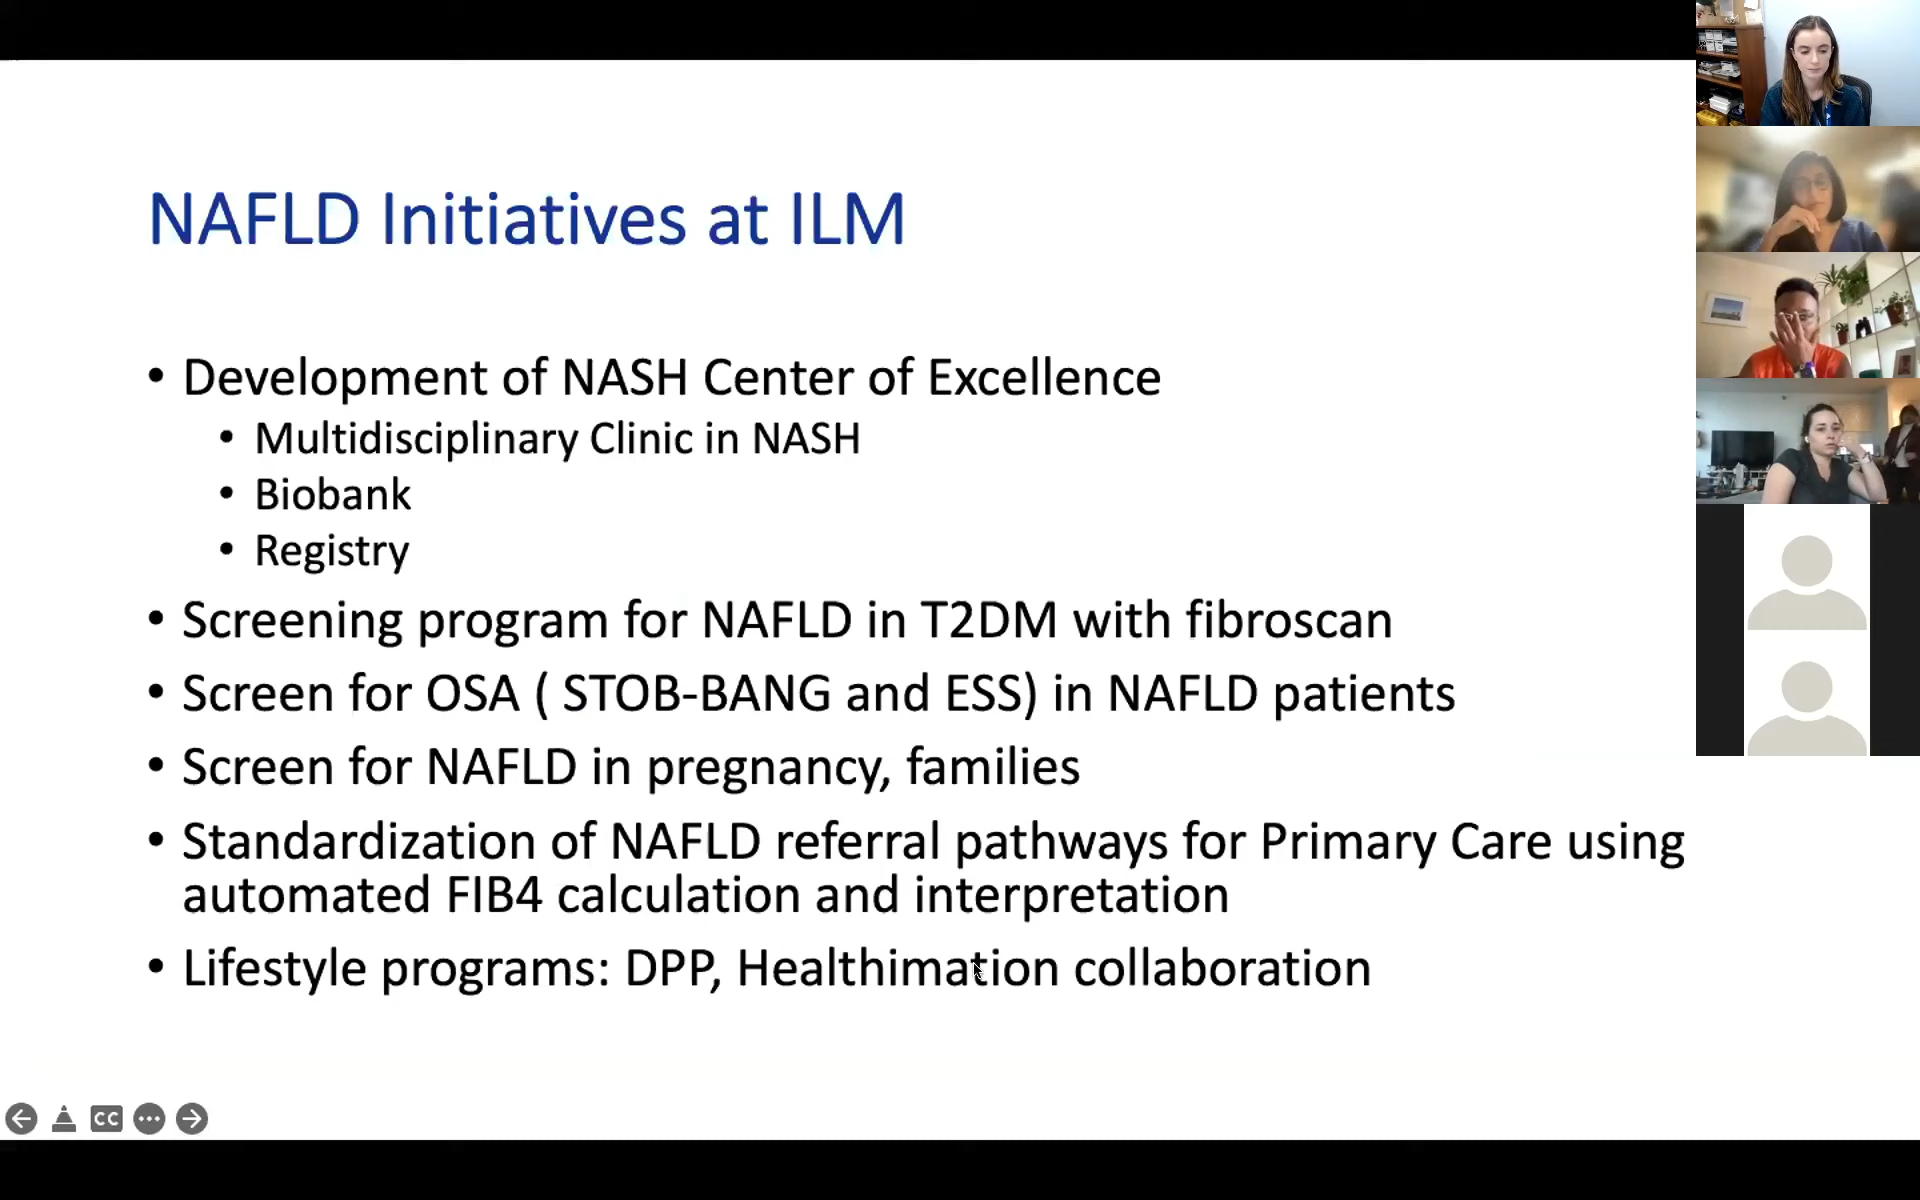 NAFLD Initiatives at ILM
• Development of NASH Center of Excellence
• Multidisciplinary Clinic in NASH
• Biobank
• Registry
• Screening program for NAFLD in T2DM with fibroscan
• Screen for OSA ( STOB-BANG and ESS) in NAFLD patients
• Screen for NAFLD in pregnancy, families
• Standardization of NAFLD referral pathways for Primary Care using
automated FIB4 calculation and interpretation
• Lifestyle programs: DPP, Healthimation collaboration
CC